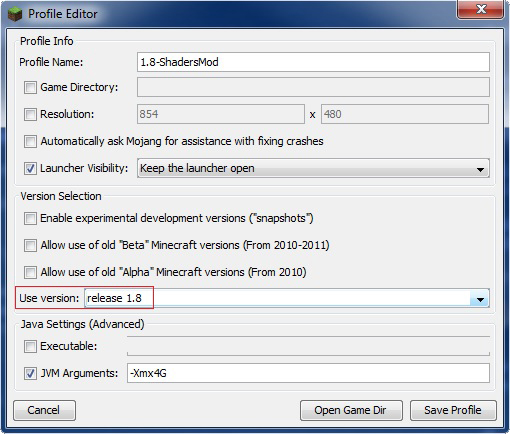 Profile Editor
Profile Info
Profile Name: 1.8-ShadersMod
Game Directory:
Resolution: 854 x 480
Automatically ask Mojang for assistance with fixing crashes
Launcher Visibility: Keep the launcher open
Version Selection
Enable experimental development versions ("snapshots")
Allow use of old "Beta" Minecraft versions (From 2010-2011)
Allow use of old "Alpha" Minecraft versions (From 2010)
Use version: release 1.8
Java Settings (Advanced)
Executable:
JVM Arguments: -Xmx4G
Cancel Open Game Dir Save Profile